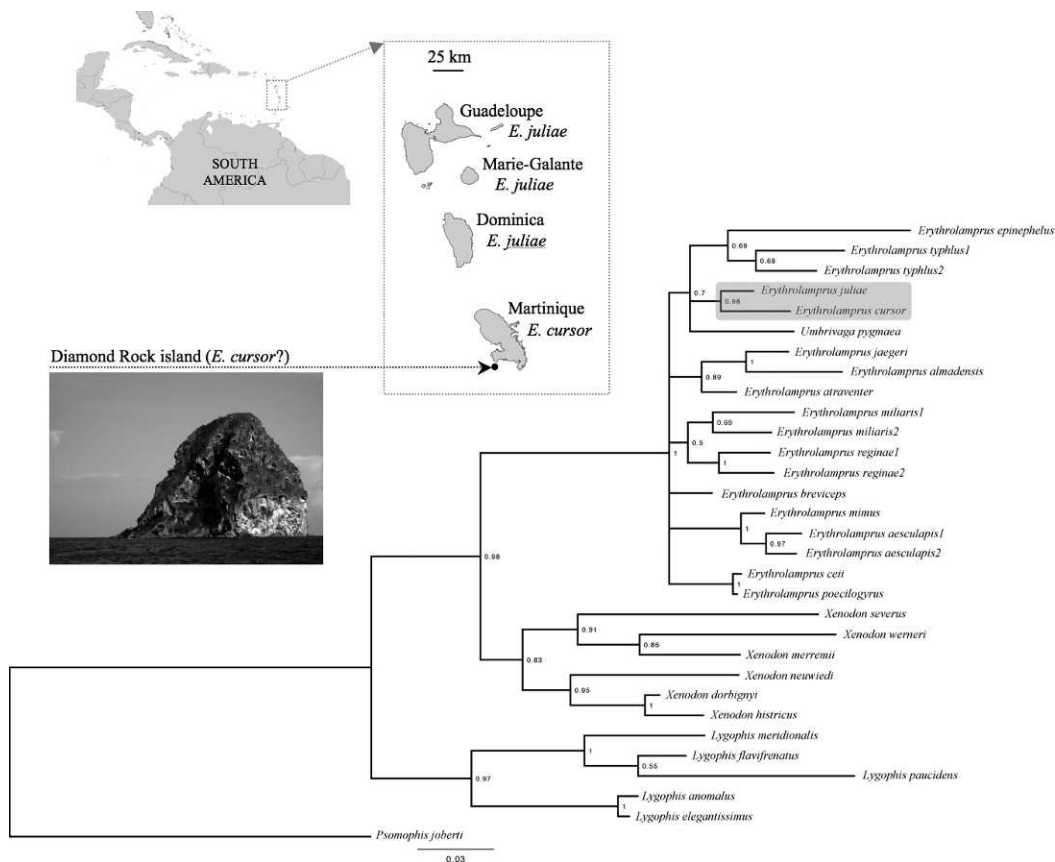 25 km
Guadeloupe
E. juliae
SOUTH
AMERICA
Marie-Galante
E. juliae
Dominica
E. juliae
Martinique
E. cursor
Diamond Rock island (E. cursor?)
Erythrolamprus epinephelus
0.69
Erythrolamprus typhlus1
0.68
Erythrolamprus typhlus2
0.7
Erythrolamprus juliae
0.98
Erythrolamprus cursor
Umbrivaga pygmaea
Erythrolamprus jaegeri
1
Erythrolamprus almadensis
0.89
Erythrolamprus atraventer
Erythrolamprus miliaris1
0.69
Erythrolamprus miliaris2
0.5
1
Erythrolamprus reginae1
1
Erythrolamprus reginae2
Erythrolamprus breviceps
Erythrolamprus mimus
1
Erythrolamprus aesculapis1
0.97
Erythrolamprus aesculapis2
0.98
Erythrolamprus ceii
1
Erythrolamprus poecilogyrus
Xenodon severus
0.91
Xenodon werneri
0.86
Xenodon merremii
0.83
Xenodon neuwiedi
0.95
Xenodon dorbignyi
1
Xenodon histricus
Lygophis meridionalis
1
Lygophis flavifrenatus
0.55
Lygophis paucidens
0.97
Lygophis anomalus
1
Lygophis elegantissimus
Psomophis joberti
0.03